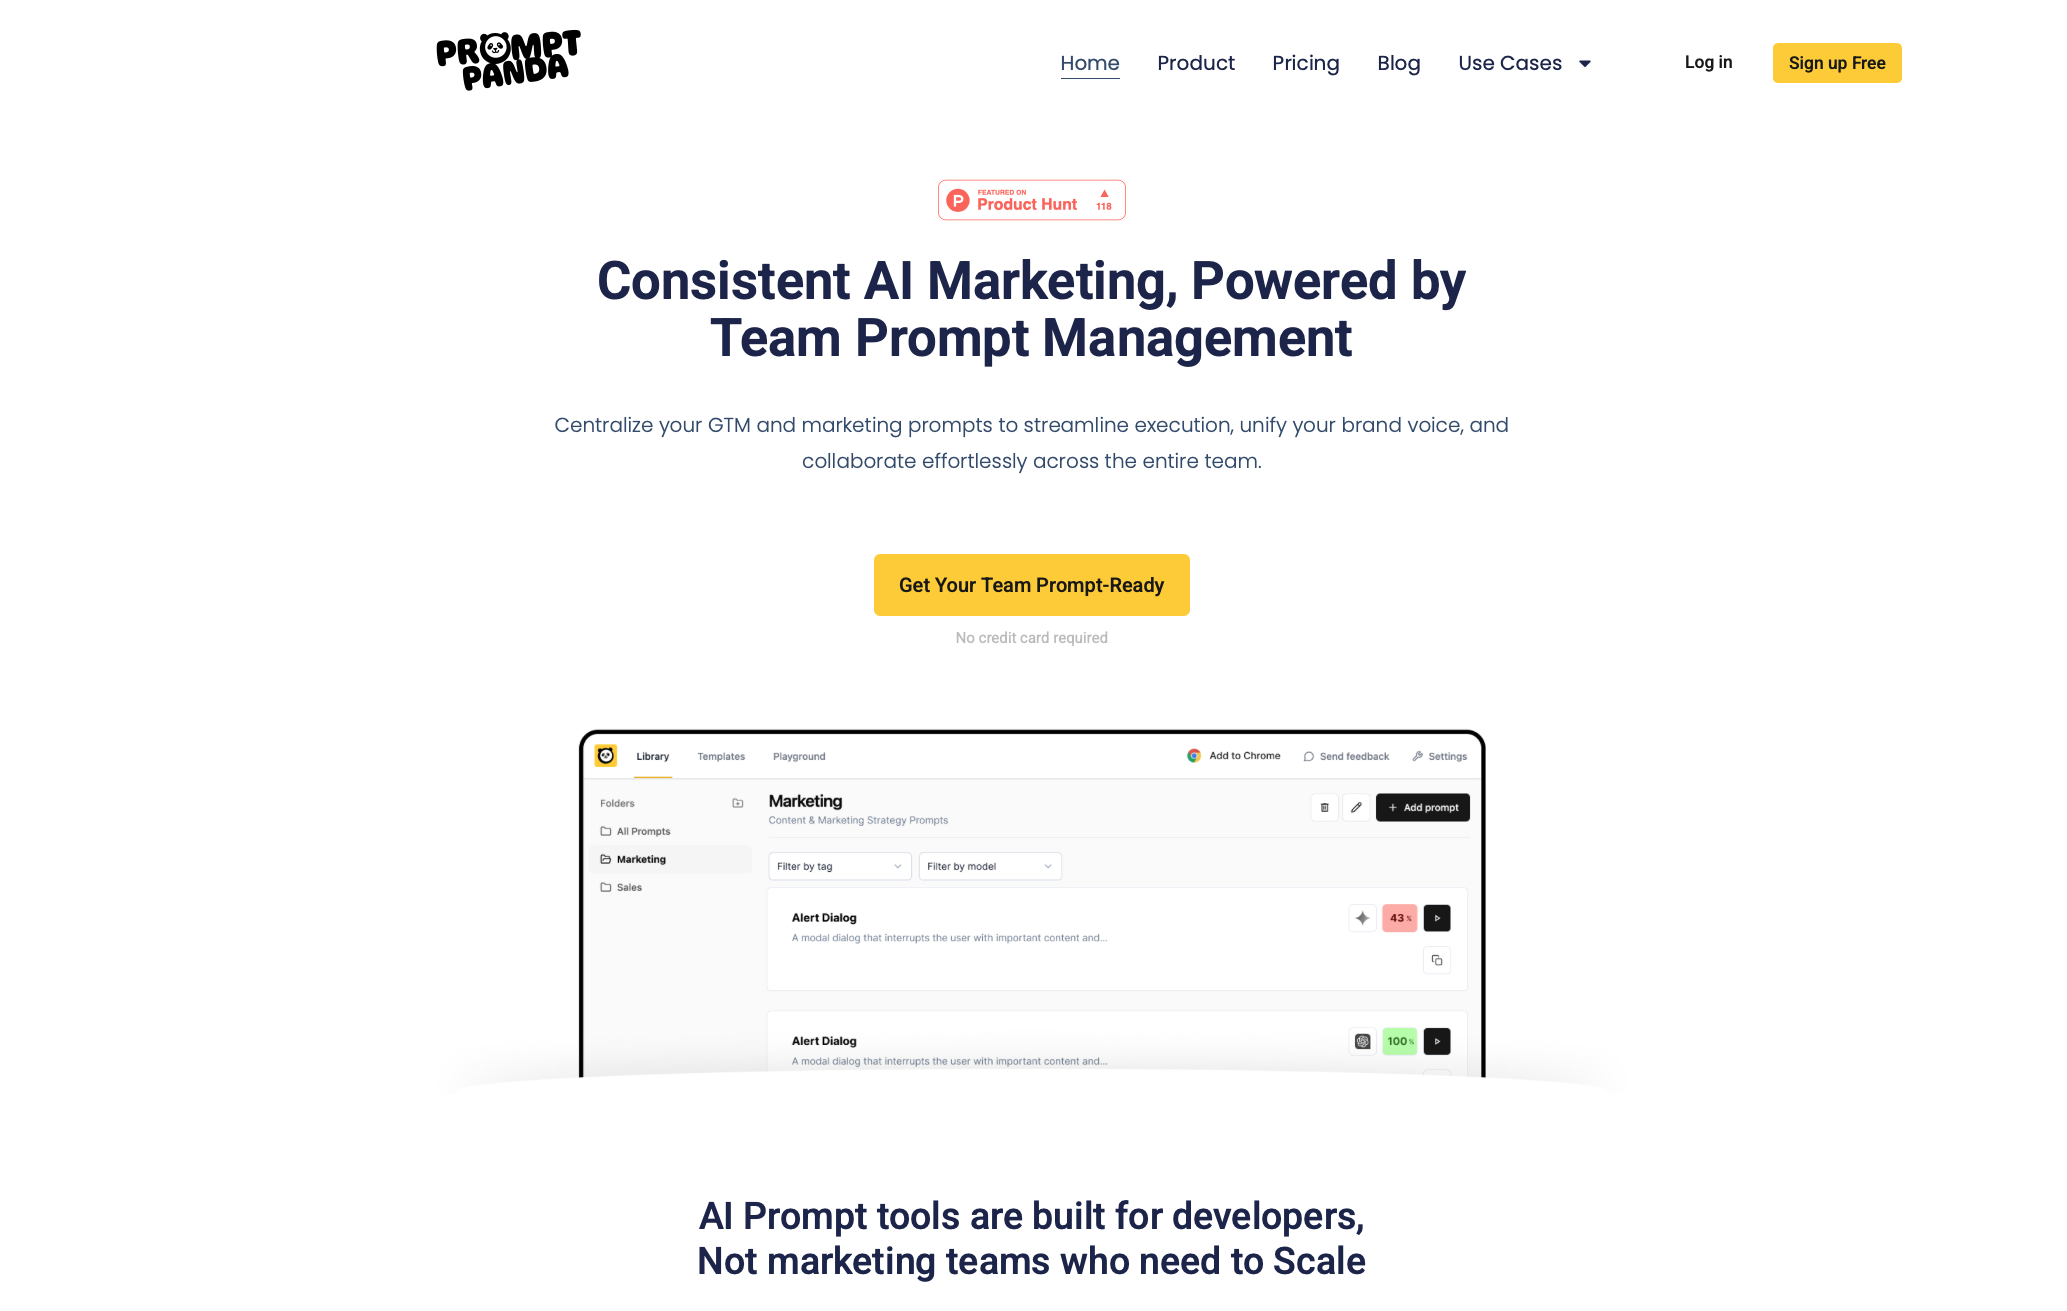 PROMPT
PANDA
Home Product Pricing Blog Use Cases Log in Sign up Free
FEATURED ON
Product Hunt 118
Consistent AI Marketing, Powered by
Team Prompt Management
Centralize your GTM and marketing prompts to streamline execution, unify your brand voice, and
collaborate effortlessly across the entire team.
Get Your Team Prompt-Ready
No credit card required
Library Templates Playground Add to Chrome Send feedback Settings
Folders
All Prompts
Marketing
Sales
Marketing
Content & Marketing Strategy Prompts
+ Add prompt
Filter by tag Filter by model
Alert Dialog
A modal dialog that interrupts the user with important content and...
43 %
Alert Dialog
A modal dialog that interrupts the user with important content and...
100 %
AI Prompt tools are built for developers,
Not marketing teams who need to Scale